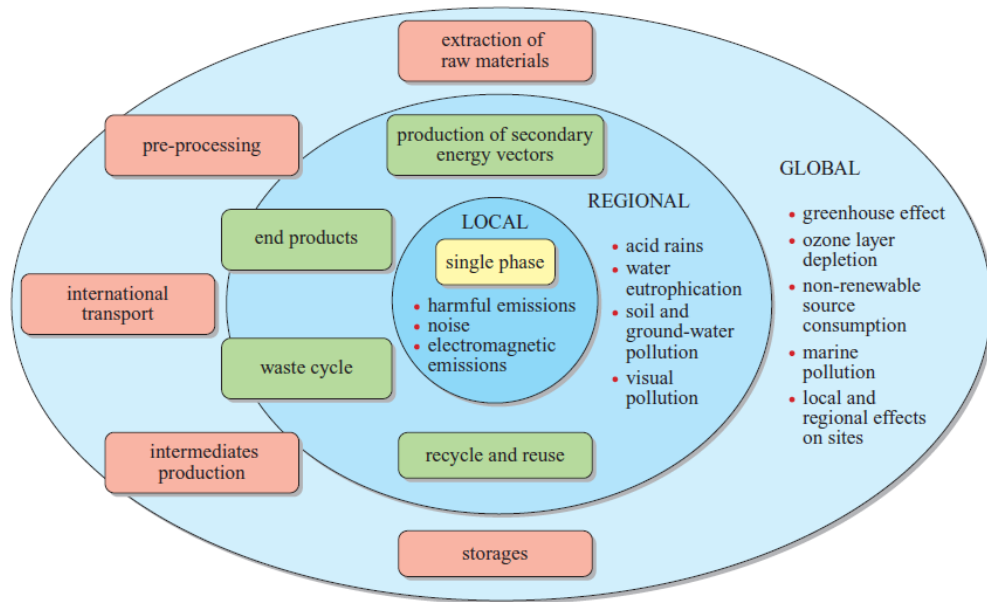 extraction of
raw materials
pre-processing
production of secondary
energy vectors
GLOBAL
REGIONAL
LOCAL
end products
single phase
international
transport
• harmful emissions
• noise
• electromagnetic
emissions
• acid rains
• water
eutrophication
• soil and
ground-water
pollution
• visual
pollution
• greenhouse effect
• ozone layer
depletion
• non-renewable
source
consumption
• marine
pollution
• local and
regional effects
on sites
waste cycle
intermediates
production
recycle and reuse
storages